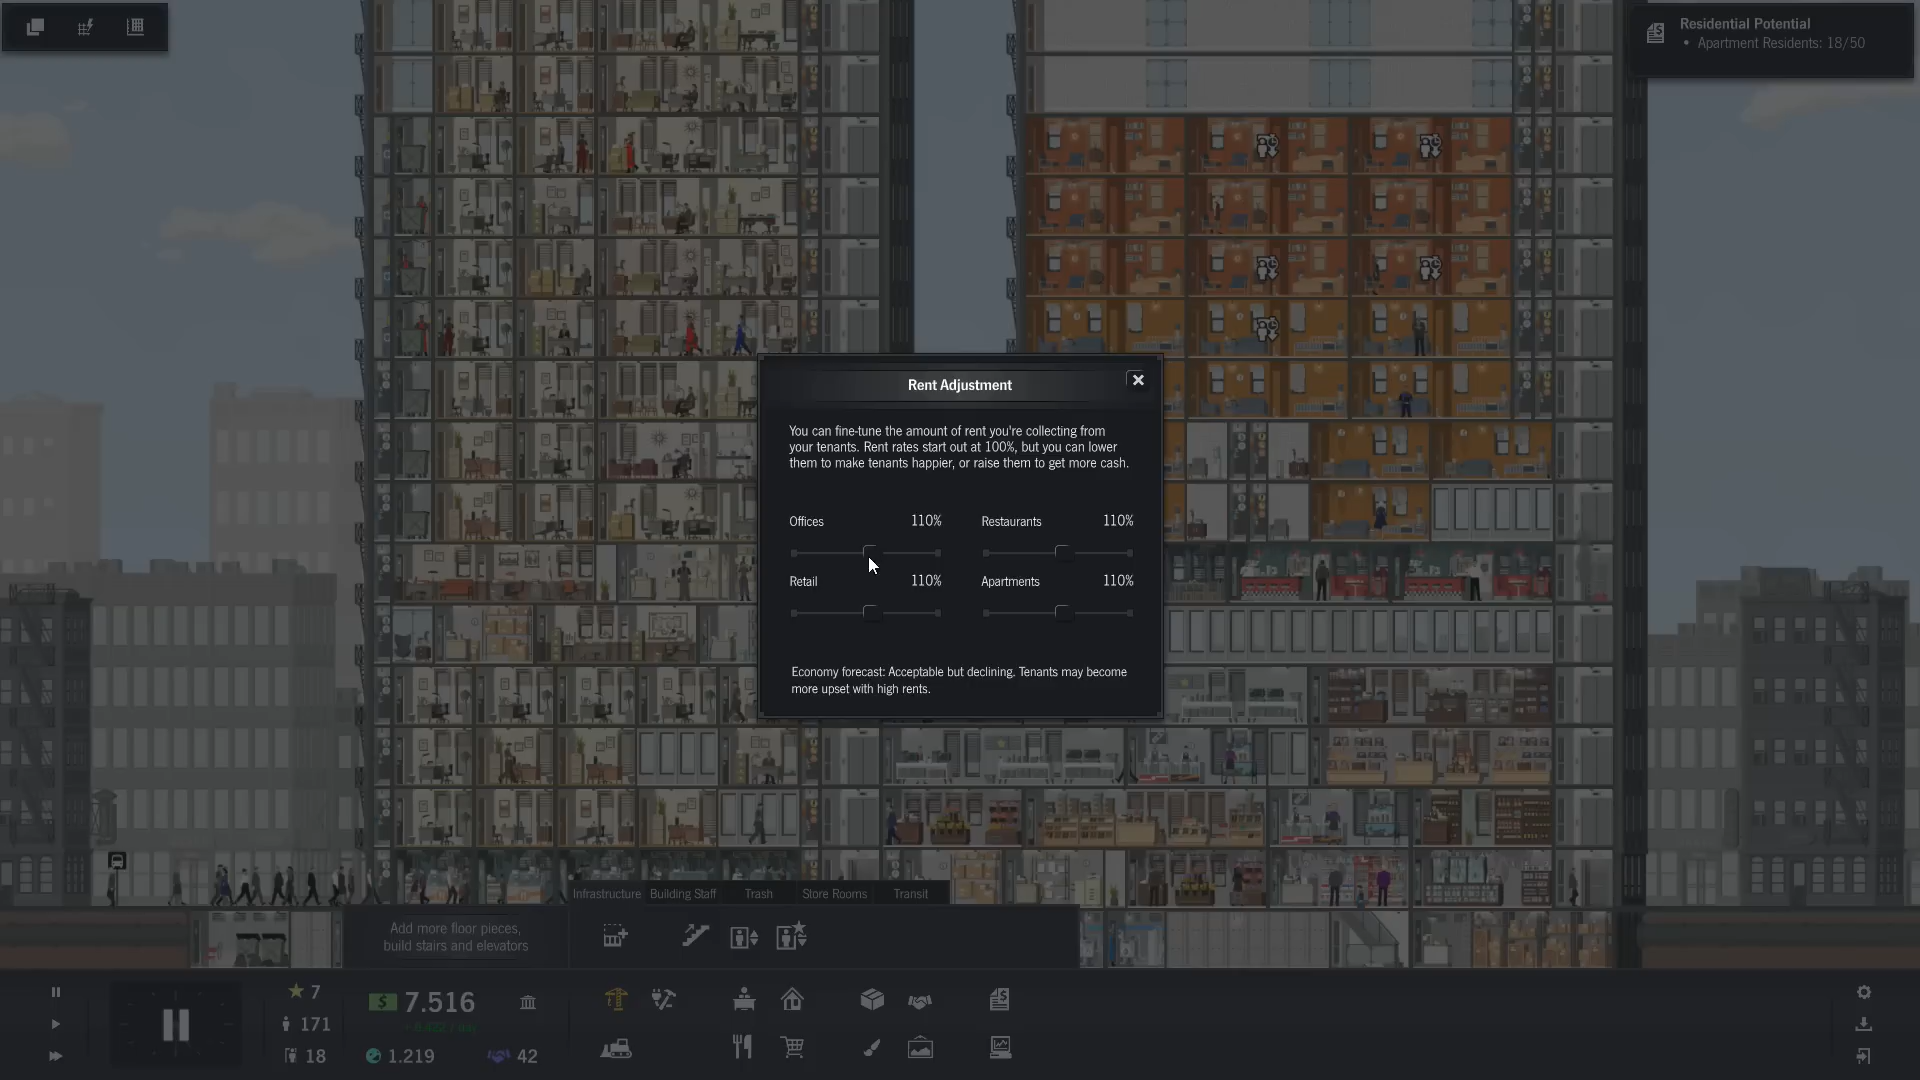 Residential Potential
• Apartment Residents: 18/50
Rent Adjustment
You can fine-tune the amount of rent you're collecting from
your tenants. Rent rates start out at 100%, but you can lower
them to make tenants happier, or raise them to get more cash.
Offices 110%
Restaurants 110%
Retail 110%
Apartments 110%
Economy forecast: Acceptable but declining. Tenants may become
more upset with high rents.
Infrastructure
Building Staff
Trash
Store Rooms
Transit
Add more floor pieces,
build stairs and elevators
7
171
18
$ 7.516
1.219
42